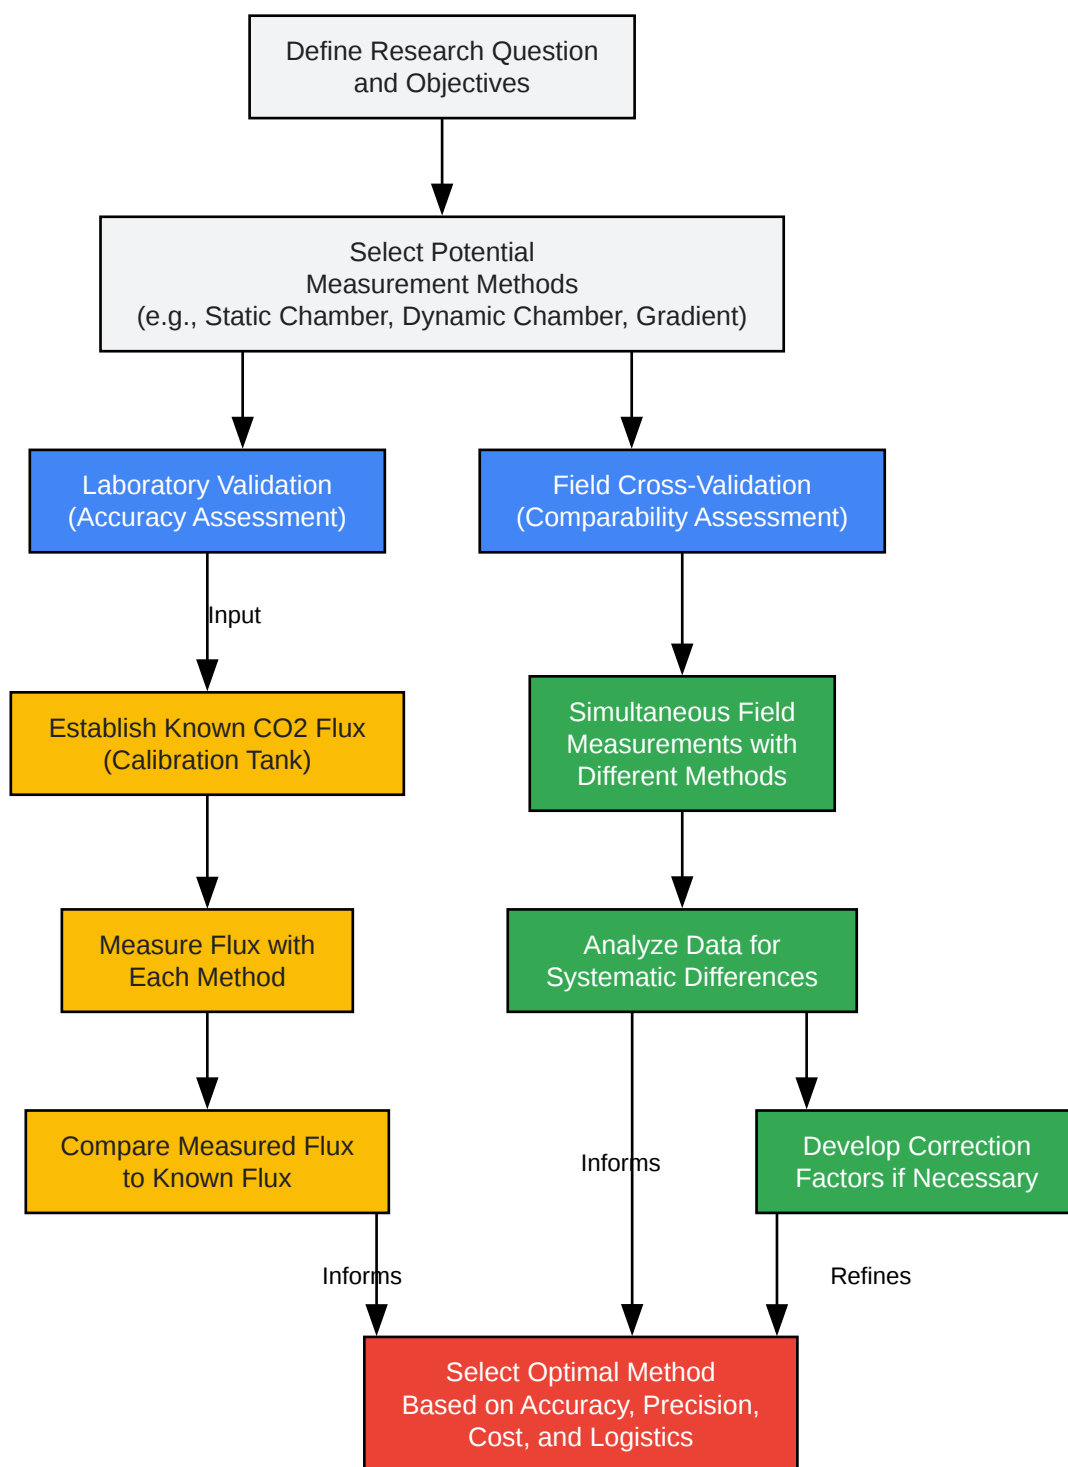 Define Research Question
and Objectives
Select Potential
Measurement Methods
(e.g., Static Chamber, Dynamic Chamber, Gradient)
Laboratory Validation
(Accuracy Assessment)
Field Cross-Validation
(Comparability Assessment)
Input
Establish Known CO2 Flux
(Calibration Tank)
Simultaneous Field
Measurements with
Different Methods
Measure Flux with
Each Method
Analyze Data for
Systematic Differences
Compare Measured Flux
to Known Flux
Informs
Develop Correction
Factors if Necessary
Informs
Refines
Select Optimal Method
Based on Accuracy, Precision,
Cost, and Logistics